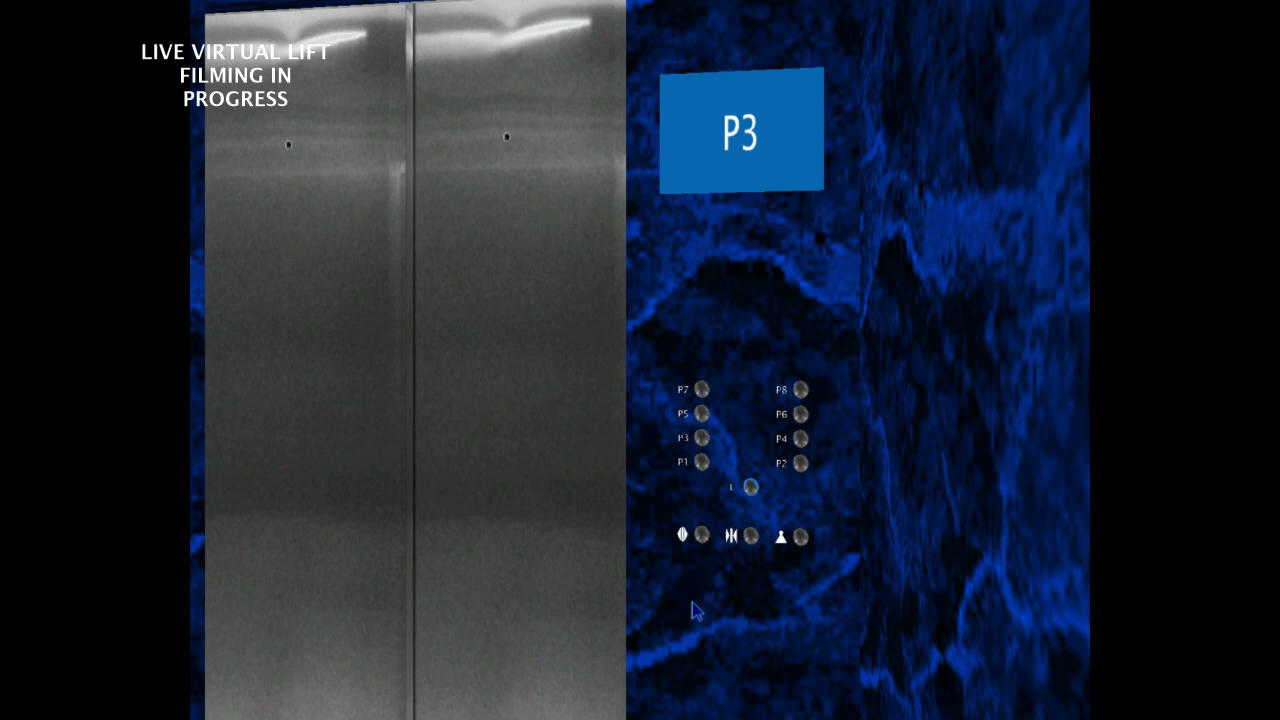 LIVE VIRTUAL LIFT
FILMING IN
PROGRESS
P3
P7 P8
P5 P6
P3 P4
P1 P2
L